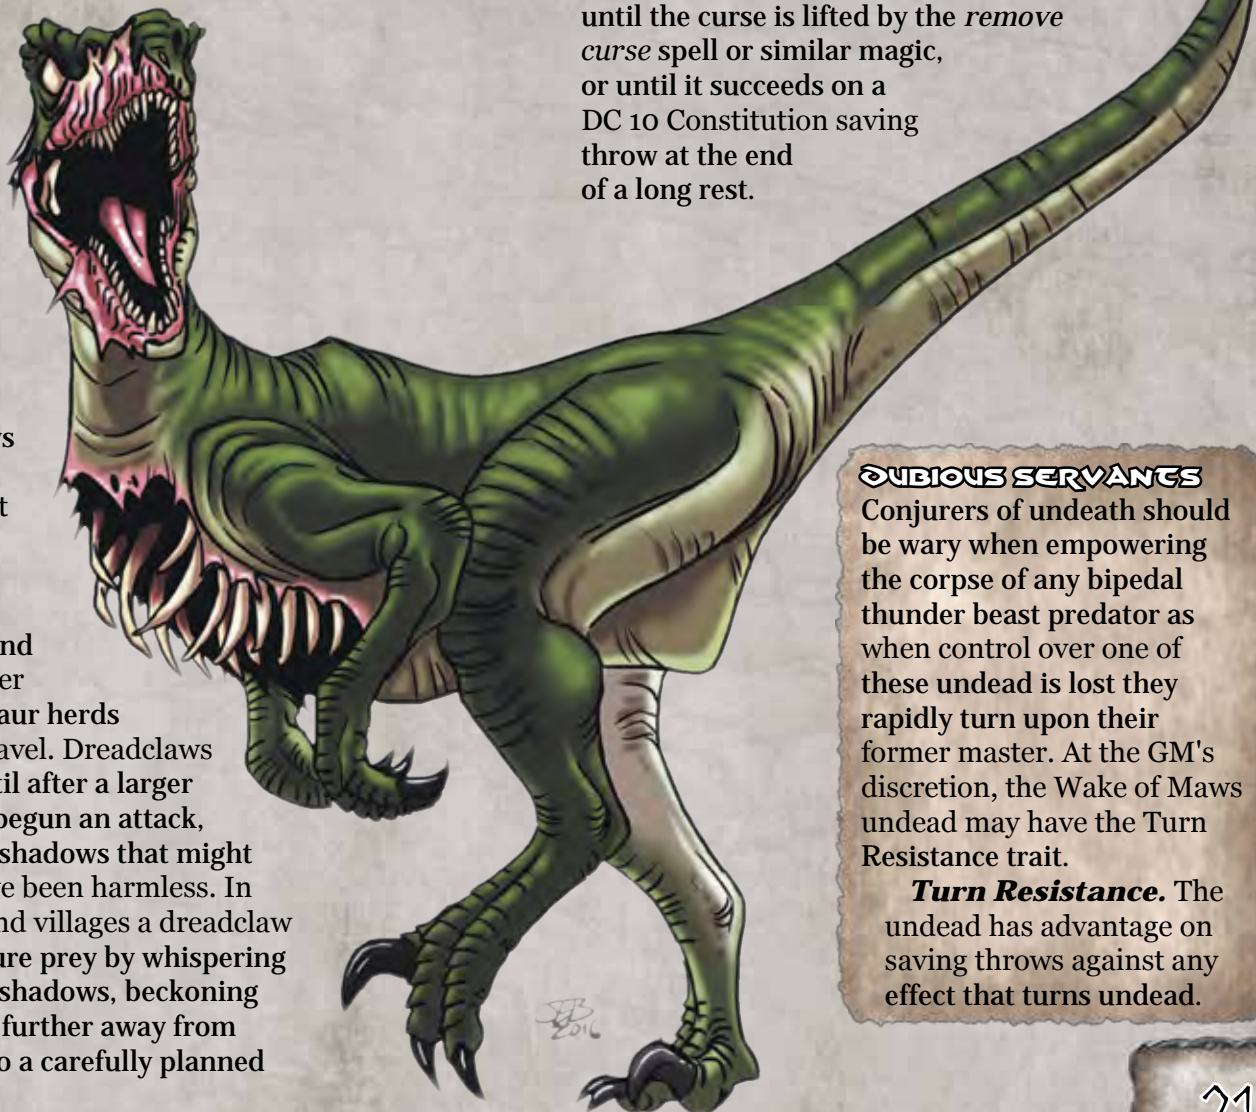 until the curse is lifted by the remove
curse spell or similar magic,
or until it succeeds on a
DC 10 Constitution saving
throw at the end
of a long rest.
aur herds
avel. Dreadclaws
til after a larger
begun an attack,
shadows that might
ve been harmless. In
nd villages a dreadclaw
ure prey by whispering
shadows, beckoning
further away from
o a carefully planned
DUBIOUS SERVANTS
Conjurers of undeath should
be wary when empowering
the corpse of any bipedal
thunder beast predator as
when control over one of
these undead is lost they
rapidly turn upon their
former master. At the GM's
discretion, the Wake of Maws
undead may have the Turn
Resistance trait.
Turn Resistance. The
undead has advantage on
saving throws against any
effect that turns undead.
2016
21